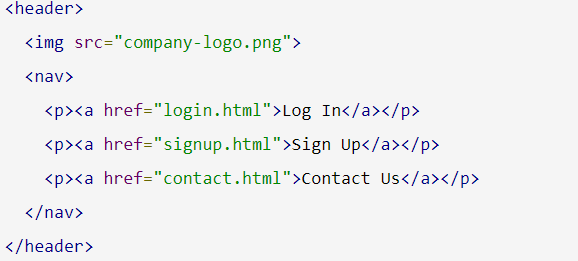 <header>
  <img src="company-logo.png">
  <nav>
    <p><a href="login.html">Log In</a></p>
    <p><a href="signup.html">Sign Up</a></p>
    <p><a href="contact.html">Contact Us</a></p>
  </nav>
</header>